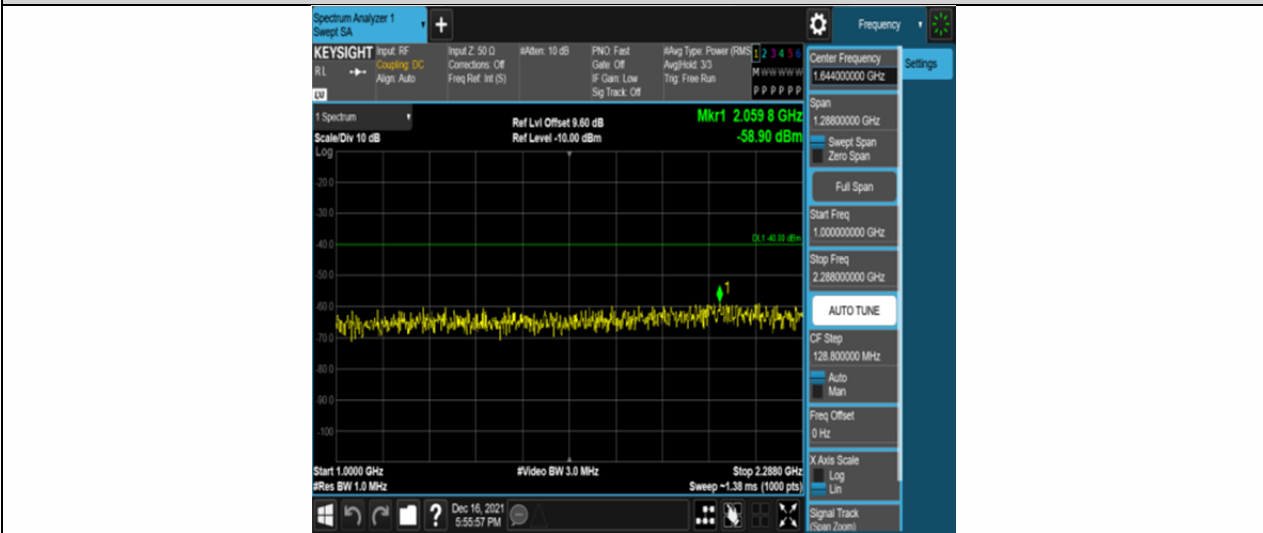 Spectrum Analyzer 1
Swept SA
+
Frequency
KEYSIGHT
RL
Input: RF
Coupling: DC
Align: Auto
Input Z: 50 Ω
Corrections: Off
Freq Ref: Int (S)
#Atten: 10 dB
PNO: Fast
Gate: Off
IF Gain: Low
Sig Track: Off
#Avg Type: Power (RMS
Avg|Hold: 3/3
Trig: Free Run
1 2 3 4 5 6
M W W W W W
P P P P P P
Settings
Center Frequency
1.644000000 GHz
Span
1.28800000 GHz
Swept Span
Zero Span
Full Span
Start Freq
1.000000000 GHz
Stop Freq
2.288000000 GHz
AUTO TUNE
CF Step
128.800000 MHz
Auto
Man
Freq Offset
0 Hz
X Axis Scale
Log
Lin
Signal Track
(Span Zoom)
1 Spectrum
Scale/Div 10 dB
Ref Lvl Offset 9.60 dB
Ref Level -10.00 dBm
Mkr1 2.059 8 GHz
-58.90 dBm
Log
-20.0
-30.0
-40.0
DL1 -40.00 dBm
-50.0
1
-60.0
-70.0
-80.0
-90.0
-100
Start 1.0000 GHz
#Video BW 3.0 MHz
Stop 2.2880 GHz
#Res BW 1.0 MHz
Sweep ~1.38 ms (1000 pts)
?
Dec 16, 2021
5:55:57 PM